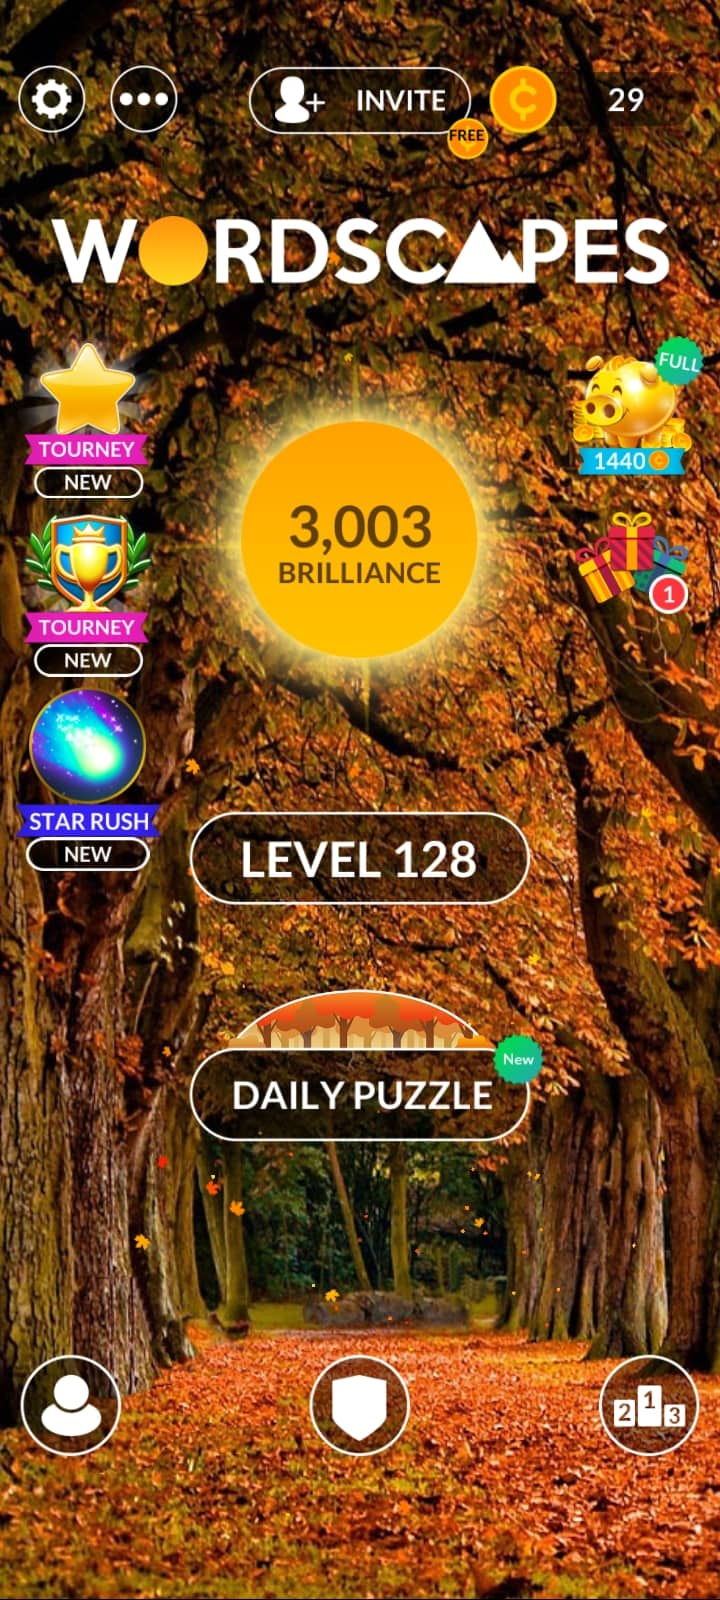 INVITE
29
FREE
WORDSCAPES
FULL
TOURNEY
1440
NEW
3,003
BRILLIANCE
1
TOURNEY
NEW
STAR RUSH
NEW
LEVEL 128
New
DAILY PUZZLE
2 1 3